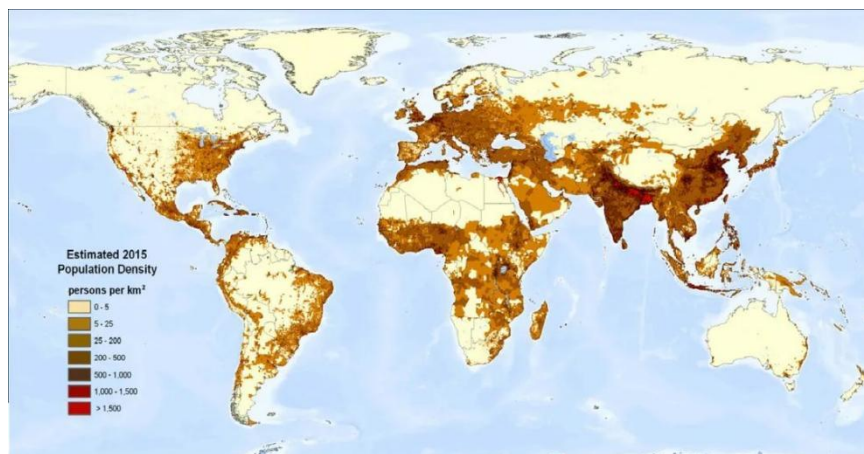 Estimated 2015
Population Density
persons per km²
0 - 5
5 - 25
25 - 200
200 - 500
500 - 1,000
1,000 - 1,500
> 1,500